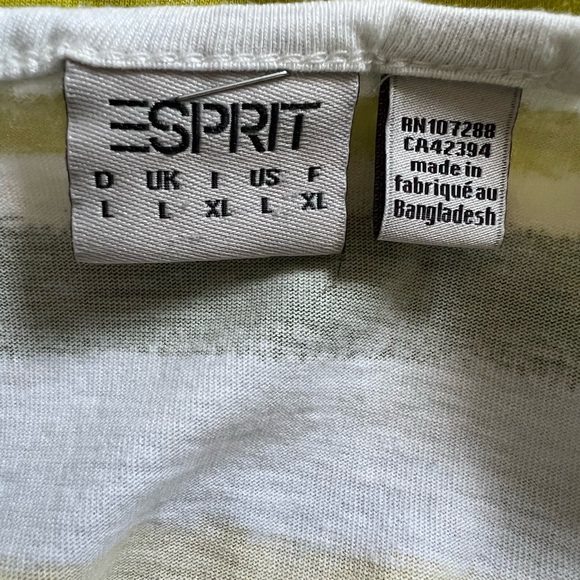 ESPRIT
D UK I US F
L L XL L XL
RN107288
CA42394
made in
fabriqué au
Bangladesh